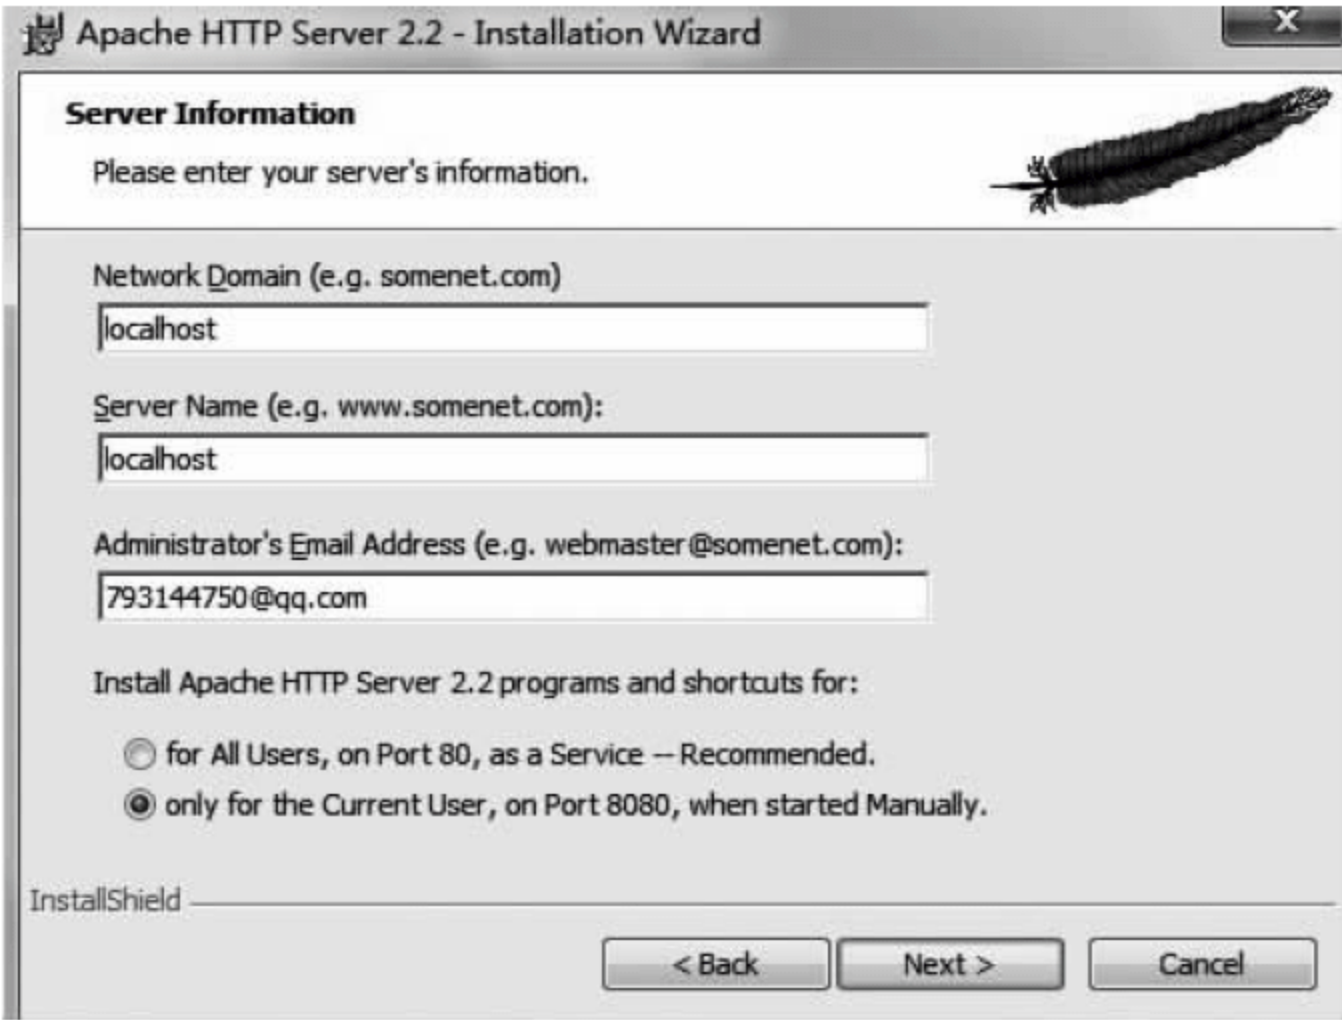 Apache HTTP Server 2.2 - Installation Wizard
Server Information
Please enter your server's information.
Network Domain (e.g. somenet.com)
localhost
Server Name (e.g. www.somenet.com):
localhost
Administrator's Email Address (e.g. webmaster@somenet.com):
793144750@qq.com
Install Apache HTTP Server 2.2 programs and shortcuts for:
for All Users, on Port 80, as a Service -- Recommended.
only for the Current User, on Port 8080, when started Manually.
InstallShield
< Back Next > Cancel